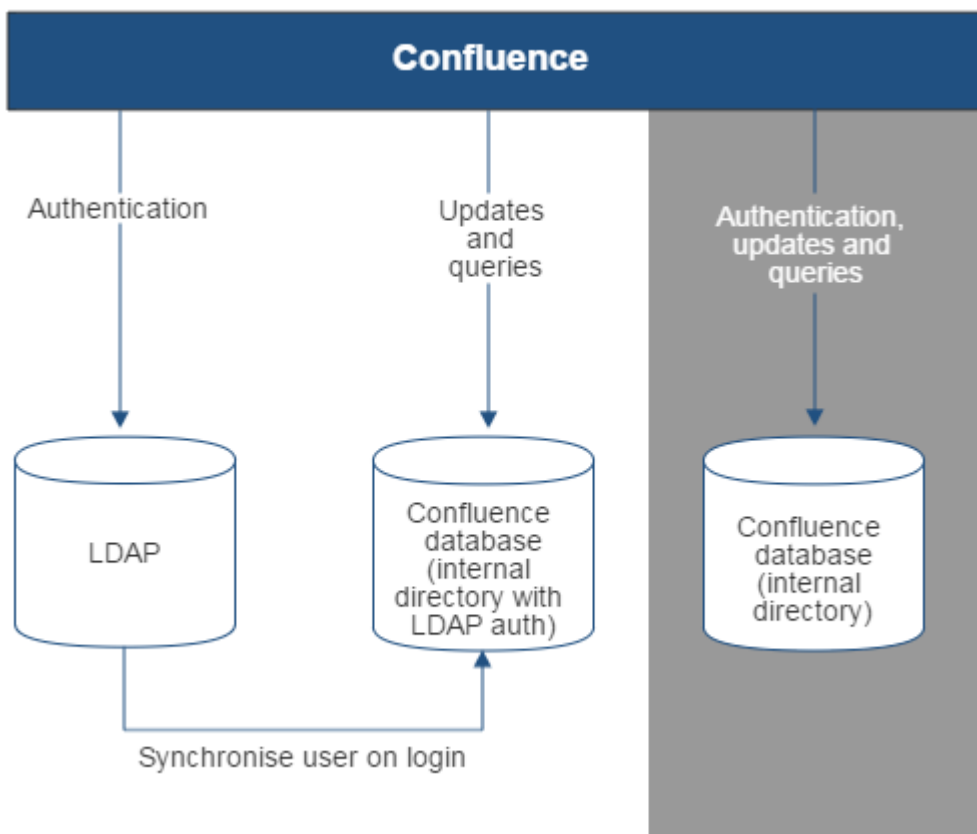 Confluence
Authentication
Updates
and
queries
Authentication,
updates and
queries
LDAP
Confluence
database
(internal
directory with
LDAP auth)
Confluence
database
(internal
directory)
Synchronise user on login